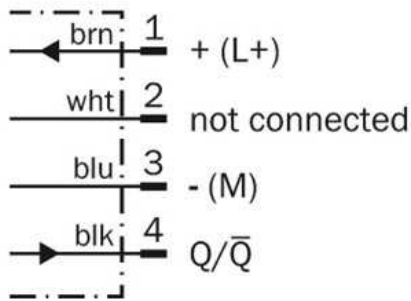 brn 1 + (L+)
wht 2 not connected
blu 3 - (M)
blk 4 Q/Q̅